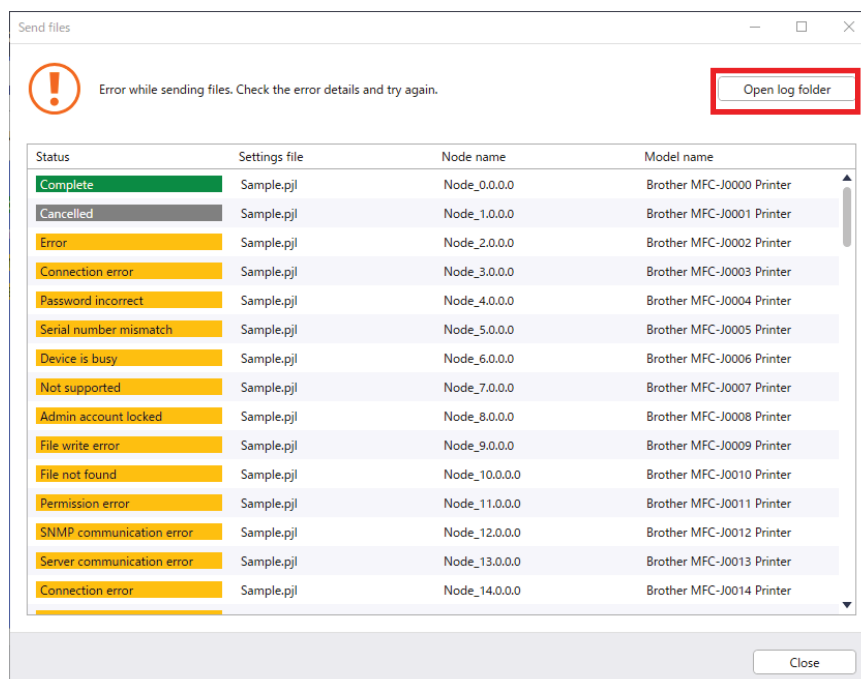 Send files
Error while sending files. Check the error details and try again.
Open log folder
Status Settings file Node name Model name
Complete Sample.pjl Node_0.0.0.0 Brother MFC-J0000 Printer
Cancelled Sample.pjl Node_1.0.0.0 Brother MFC-J0001 Printer
Error Sample.pjl Node_2.0.0.0 Brother MFC-J0002 Printer
Connection error Sample.pjl Node_3.0.0.0 Brother MFC-J0003 Printer
Password incorrect Sample.pjl Node_4.0.0.0 Brother MFC-J0004 Printer
Serial number mismatch Sample.pjl Node_5.0.0.0 Brother MFC-J0005 Printer
Device is busy Sample.pjl Node_6.0.0.0 Brother MFC-J0006 Printer
Not supported Sample.pjl Node_7.0.0.0 Brother MFC-J0007 Printer
Admin account locked Sample.pjl Node_8.0.0.0 Brother MFC-J0008 Printer
File write error Sample.pjl Node_9.0.0.0 Brother MFC-J0009 Printer
File not found Sample.pjl Node_10.0.0.0 Brother MFC-J0010 Printer
Permission error Sample.pjl Node_11.0.0.0 Brother MFC-J0011 Printer
SNMP communication error Sample.pjl Node_12.0.0.0 Brother MFC-J0012 Printer
Server communication error Sample.pjl Node_13.0.0.0 Brother MFC-J0013 Printer
Connection error Sample.pjl Node_14.0.0.0 Brother MFC-J0014 Printer
Close